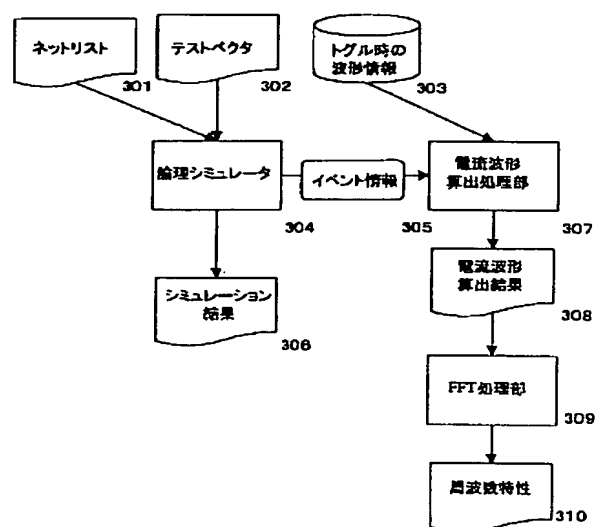 ネットリスト
301
テストベクタ
302
トグル時の
波形情報
303
論理シミュレータ
304
イベント情報
305
電流波形
算出処理部
307
シミュレーション
結果
306
電流波形
算出結果
308
FFT処理部
309
周波数特性
310